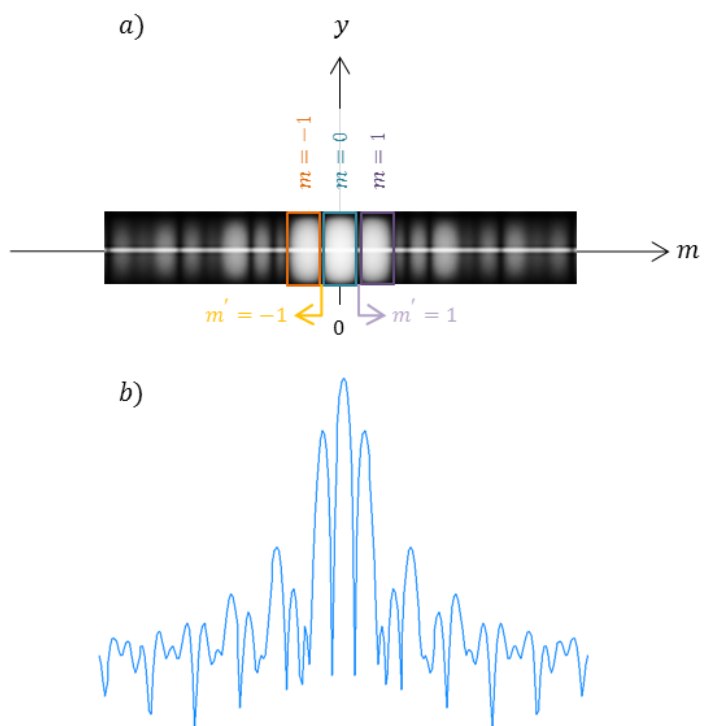 a)
y
m = −1
m = 0
m = 1
m
m′ = −1
m′ = 1
0
b)